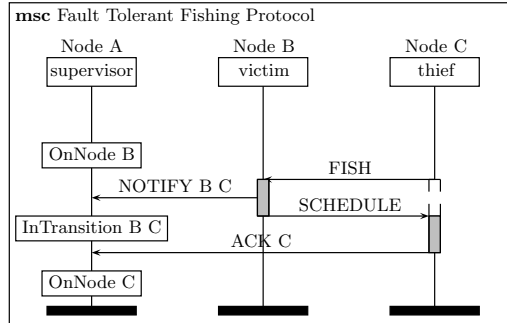 msc Fault Tolerant Fishing Protocol
Node A Node B Node C
supervisor victim thief
OnNode B
FISH
NOTIFY B C
SCHEDULE
InTransition B C
ACK C
OnNode C